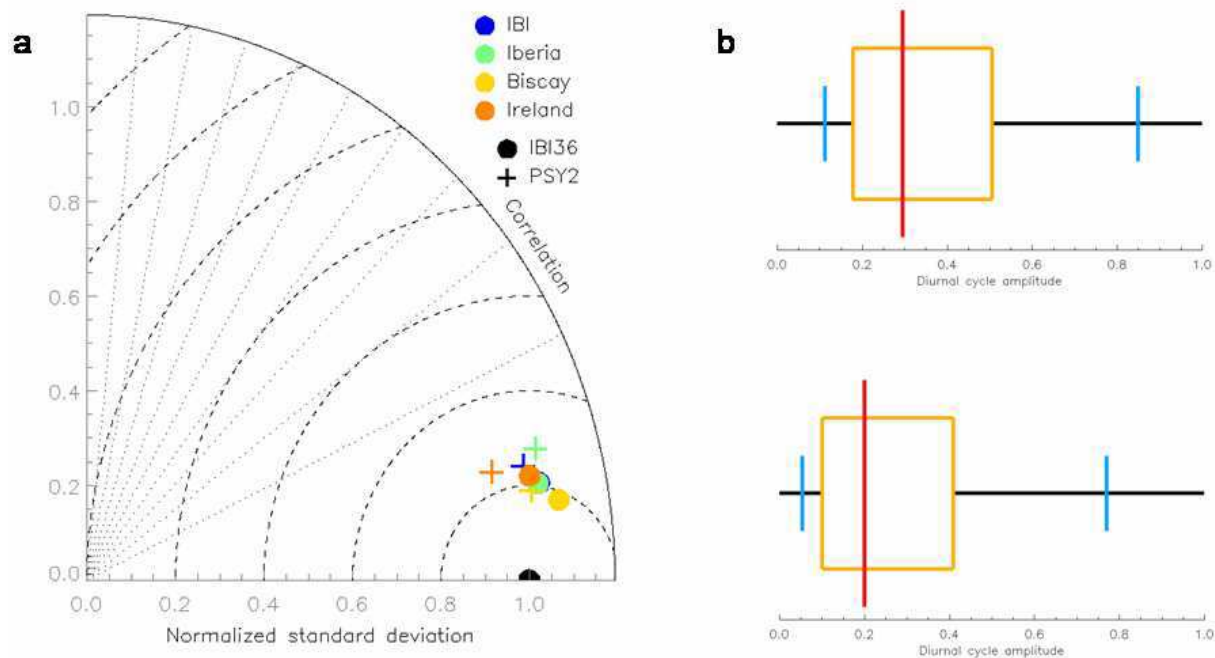 a
IBI
Iberia
Biscay
Ireland
IBI36
PSY2
Correlation
1.0
0.8
0.6
0.4
0.2
0.0
0.0 0.2 0.4 0.6 0.8 1.0
Normalized standard deviation
b
0.0 0.2 0.4 0.6 0.8 1.0
Diurnal cycle amplitude
0.0 0.2 0.4 0.6 0.8 1.0
Diurnal cycle amplitude